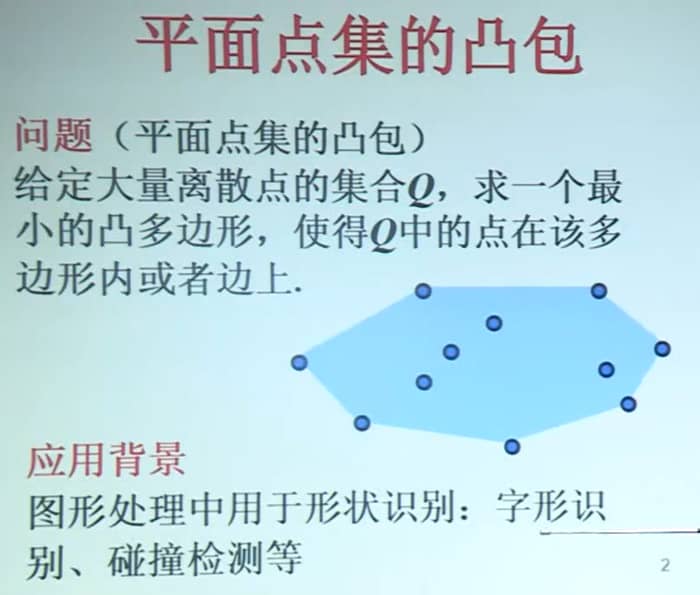 平面点集的凸包
问题（平面点集的凸包）
给定大量离散点的集合Q，求一个最
小的凸多边形，使得Q中的点在该多
边形内或者边上.
应用背景
图形处理中用于形状识别：字形识
别、碰撞检测等
2